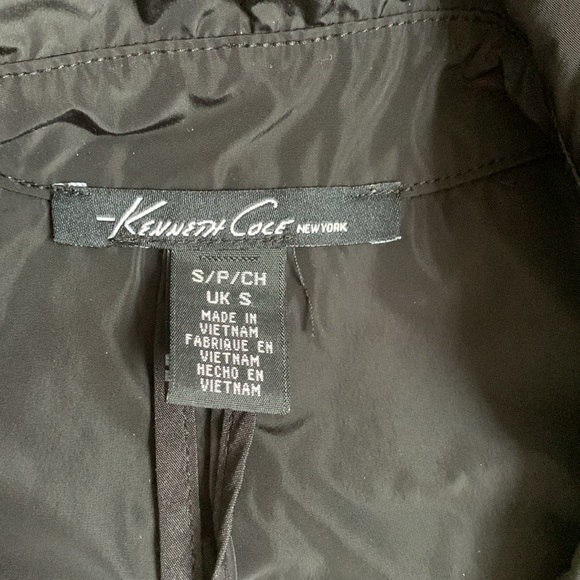 KENNETH COLE NEW YORK
S/P/CH
UK S
MADE IN
VIETNAM
FABRIQUE EN
VIETNAM
HECHO EN
VIETNAM